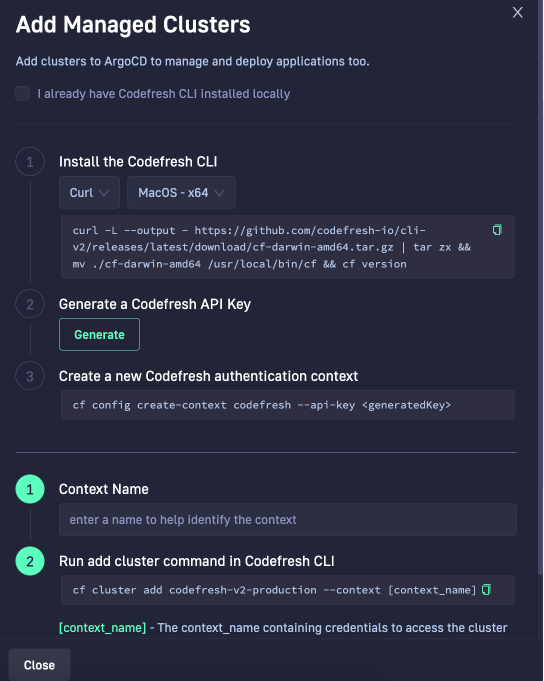 Add Managed Clusters
Add clusters to ArgoCD to manage and deploy applications too.
I already have Codefresh CLI installed locally
1 Install the Codefresh CLI
Curl MacOS - x64
curl -L --output - https://github.com/codefresh-io/cli-
v2/releases/latest/download/cf-darwin-amd64.tar.gz | tar zx &&
mv ./cf-darwin-amd64 /usr/local/bin/cf && cf version
2 Generate a Codefresh API Key
Generate
3 Create a new Codefresh authentication context
cf config create-context codefresh --api-key <generatedKey>
1 Context Name
enter a name to help identify the context
2 Run add cluster command in Codefresh CLI
cf cluster add codefresh-v2-production --context [context_name]
[context_name] - The context_name containing credentials to access the cluster
Close